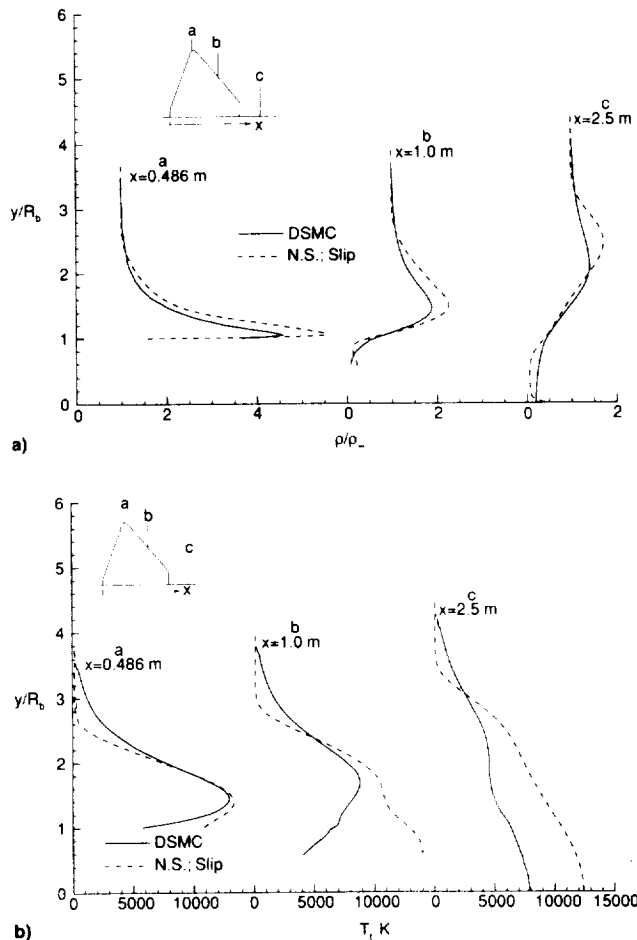 6
a
b
5
c
4
x
c
x=2.5 m
b
x=1.0 m
a
x=0.486 m
y/R_b
3
DSMC
N.S.; Slip
2
1
0
0 2 4 0 2 0 1 2
ρ/ρ∞
a)
6
a
b
c
5
x
c
x=2.5 m
4
b
x=1.0 m
a
x=0.486 m
y/R_b
3
2
1
DSMC
N.S.; Slip
0
0 5000 10000 0 5000 10000 0 5000 10000 15000
T, K
b)